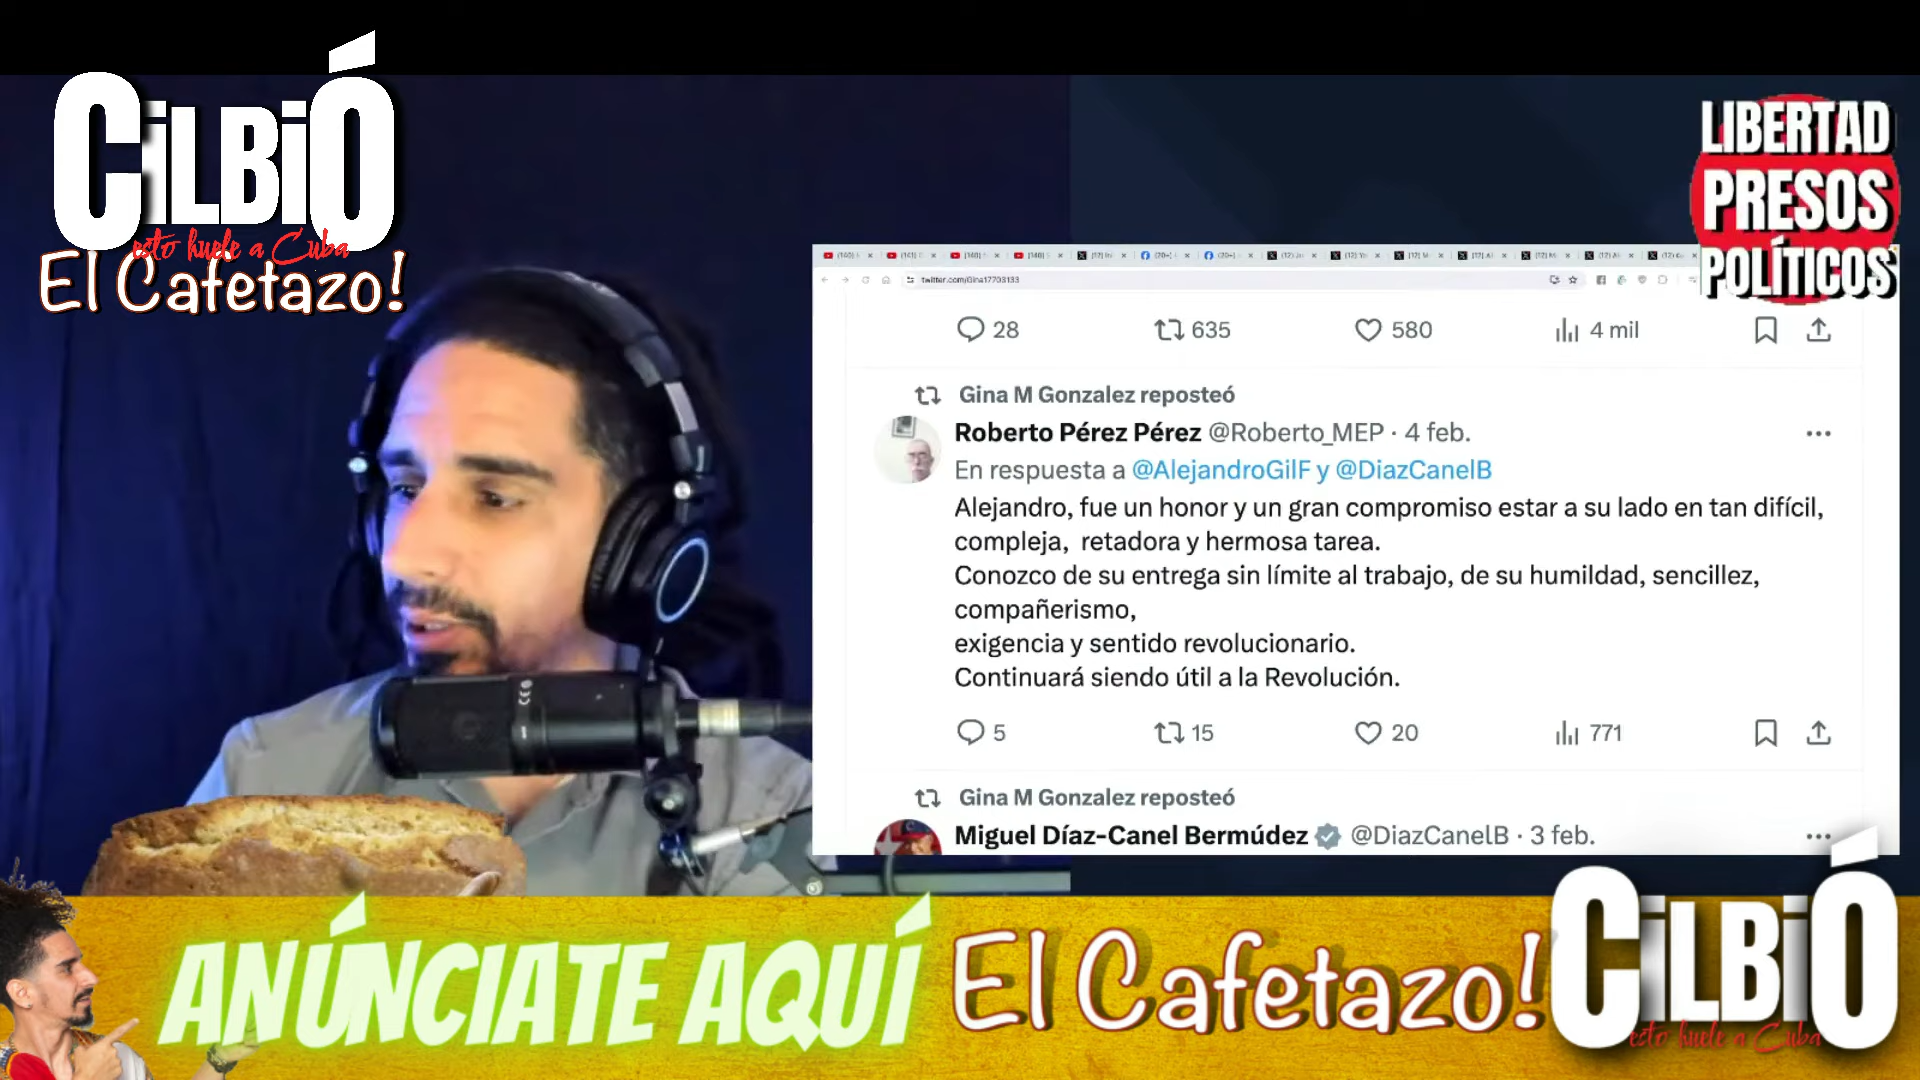 CiLBiÓ
esto huele a Cuba
El Cafetazo!
LIBERTAD
PRESOS
POLÍTICOS
twitter.com/Gina17703133
28 635 580 4 mil
Gina M Gonzalez reposteó
Roberto Pérez Pérez @Roberto_MEP · 4 feb.
En respuesta a @AlejandroGilF y @DiazCanelB
Alejandro, fue un honor y un gran compromiso estar a su lado en tan difícil,
compleja, retadora y hermosa tarea.
Conozco de su entrega sin límite al trabajo, de su humildad, sencillez,
compañerismo,
exigencia y sentido revolucionario.
Continuará siendo útil a la Revolución.
5 15 20 771
Gina M Gonzalez reposteó
Miguel Díaz-Canel Bermúdez @DiazCanelB · 3 feb.
ANÚNCIATE AQUÍ
El Cafetazo!
CiLBiÓ
esto huele a Cuba